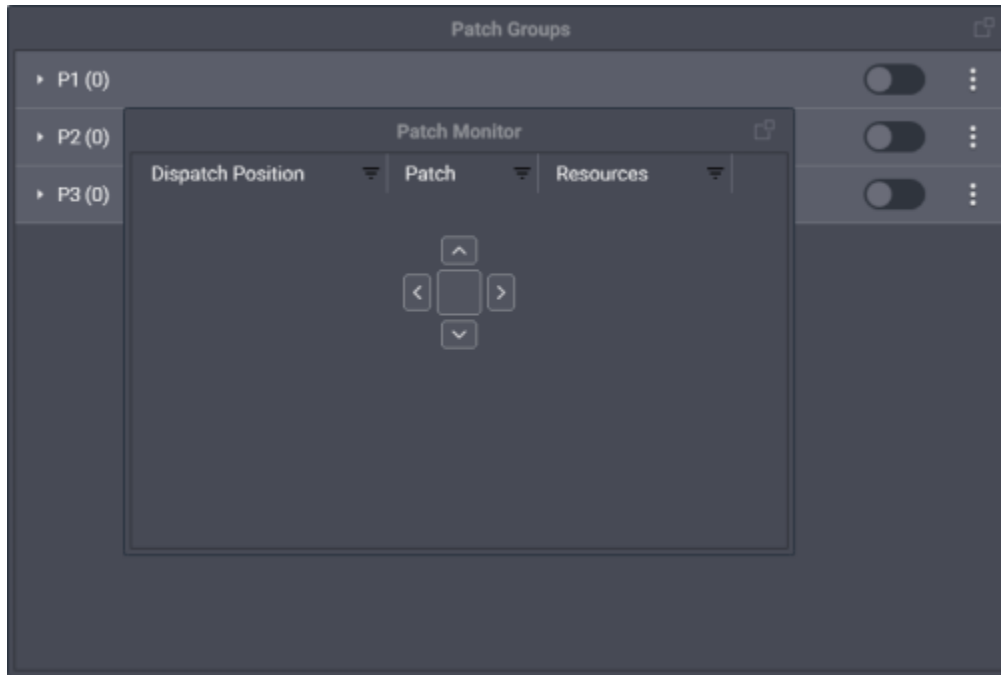 Patch Groups
P1 (0)
P2 (0)
P3 (0)
Patch Monitor
Dispatch Position Patch Resources